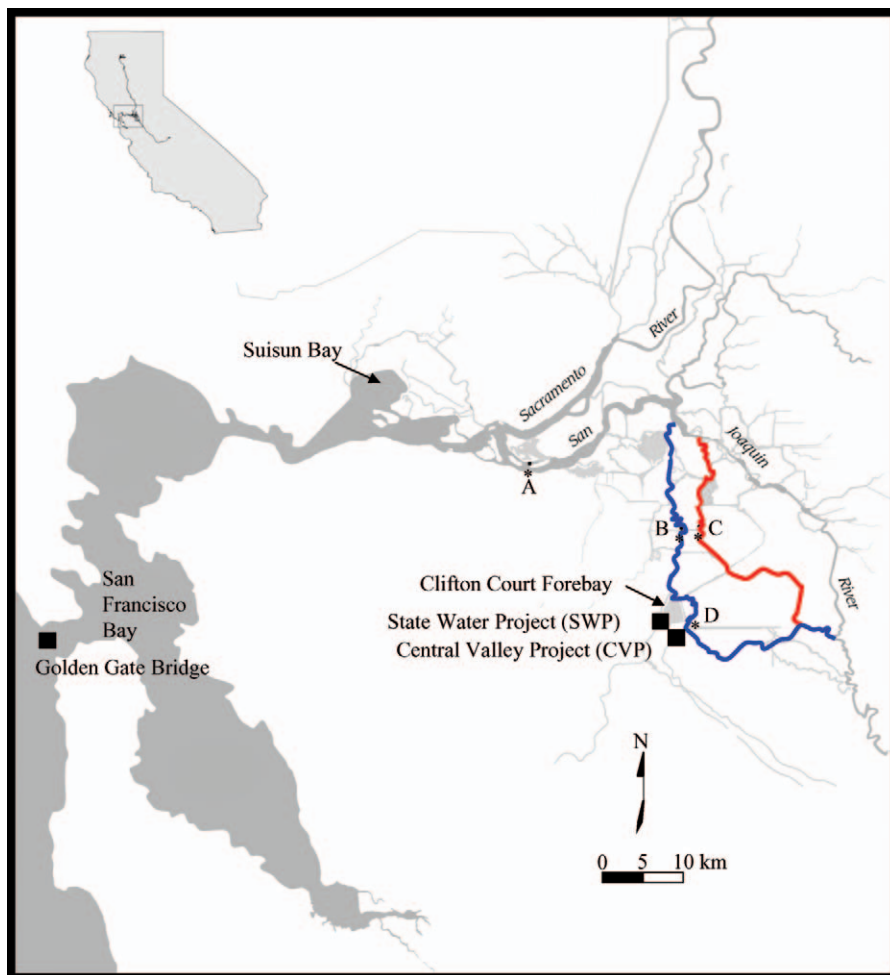 Suisun Bay
Sacramento
River
San
Joaquin
River
A
B
C
Clifton Court Forebay
D
State Water Project (SWP)
Central Valley Project (CVP)
San
Francisco
Bay
Golden Gate Bridge
N
0 5 10 km